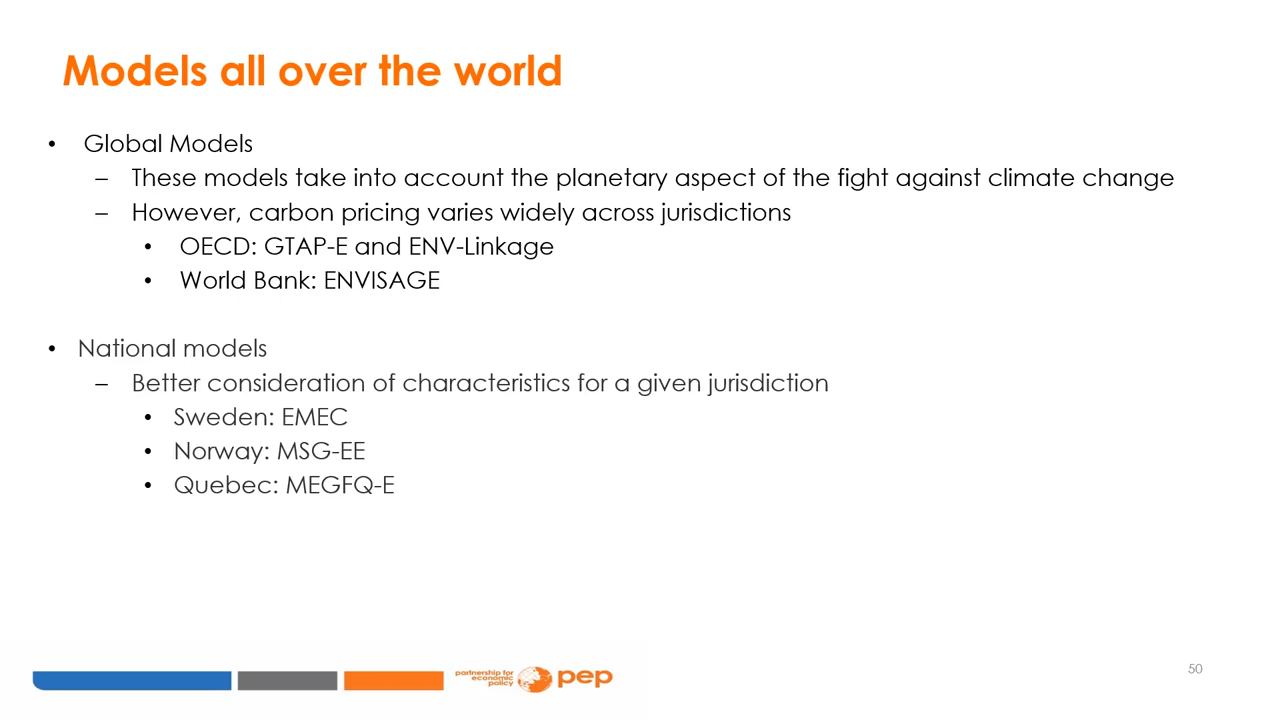 Models all over the world
• Global Models
– These models take into account the planetary aspect of the fight against climate change
– However, carbon pricing varies widely across jurisdictions
• OECD: GTAP-E and ENV-Linkage
• World Bank: ENVISAGE
• National models
– Better consideration of characteristics for a given jurisdiction
• Sweden: EMEC
• Norway: MSG-EE
• Quebec: MEGFQ-E
partnership for
economic
policy
pep
50